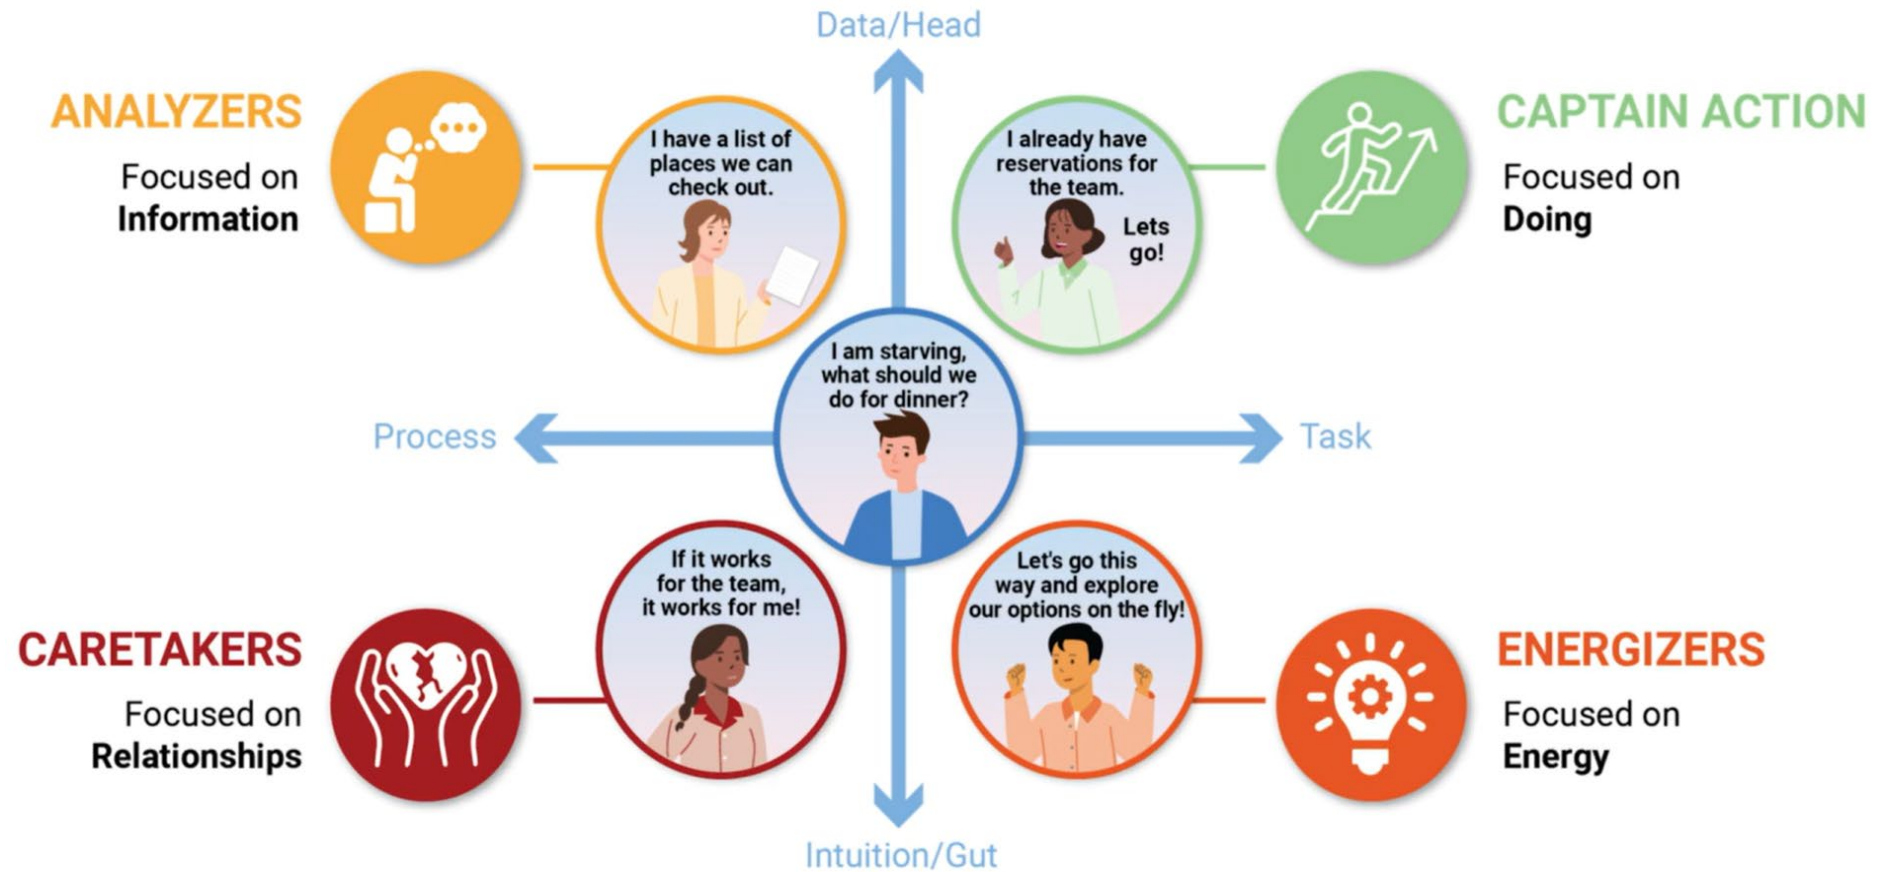 Data/Head
ANALYZERS
Focused on
Information
I have a list of
places we can
check out.
I already have
reservations for
the team.
Lets
go!
CAPTAIN ACTION
Focused on
Doing
I am starving,
what should we
do for dinner?
Process
Task
CARETAKERS
Focused on
Relationships
If it works
for the team,
it works for me!
Let's go this
way and explore
our options on the fly!
ENERGIZERS
Focused on
Energy
Intuition/Gut